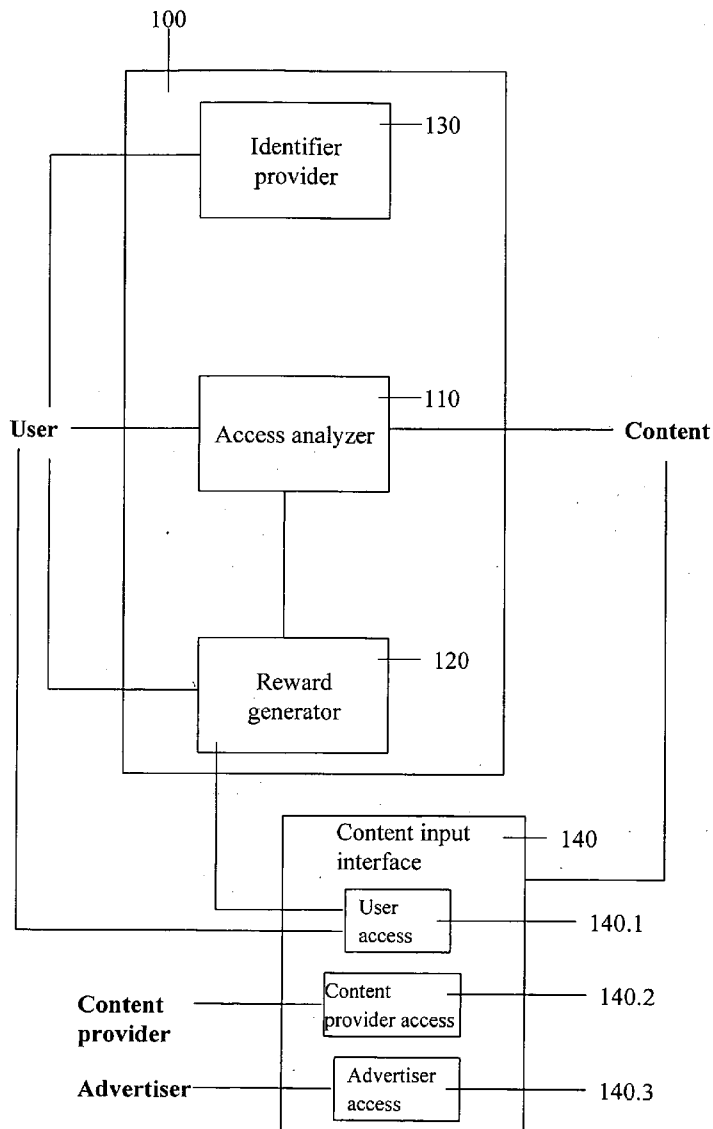 100
130
Identifier
provider
110
User
Access analyzer
Content
120
Reward
generator
Content input
interface
140
User
access
140.1
Content
provider
Content
provider access
140.2
Advertiser
Advertiser
access
140.3